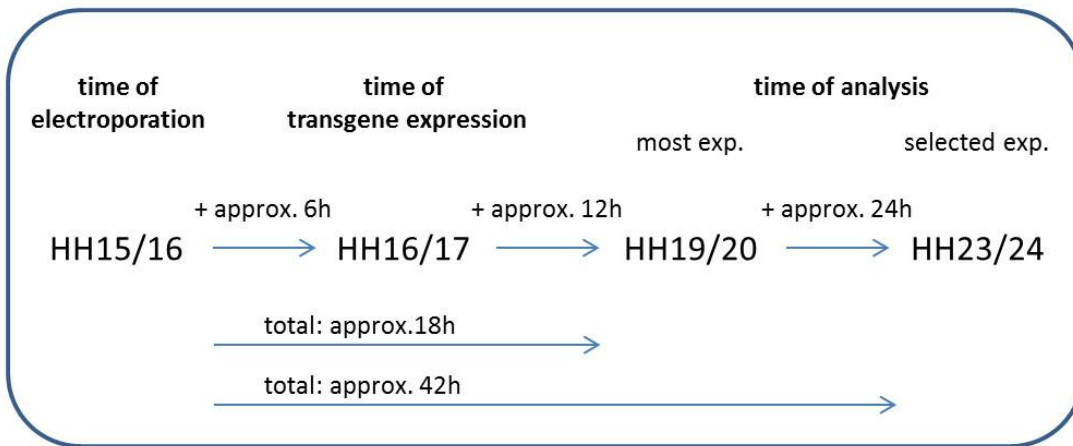 time of
electroporation
time of
transgene expression
time of analysis
most exp.
selected exp.
+ approx. 6h
+ approx. 12h
+ approx. 24h
HH15/16
HH16/17
HH19/20
HH23/24
total: approx.18h
total: approx. 42h